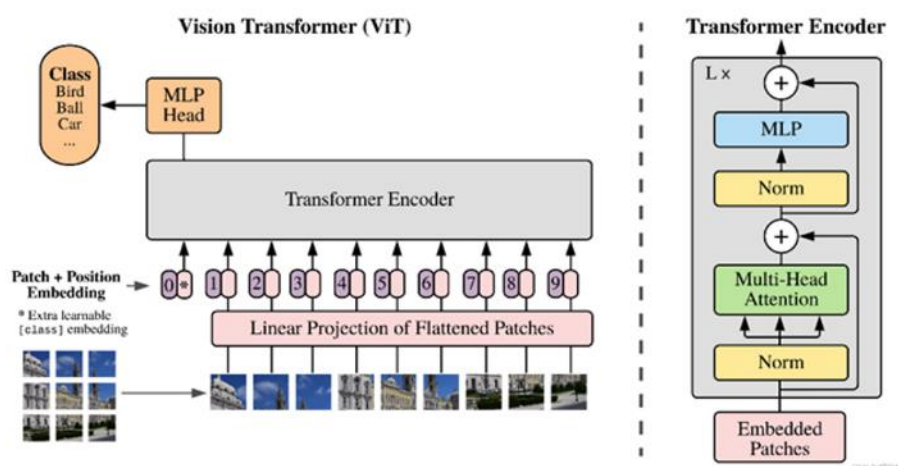 Vision Transformer (ViT)
Class
Bird
Ball
Car
...
MLP
Head
Transformer Encoder
Patch + Position
Embedding
0 * 1 2 3 4 5 6 7 8 9
* Extra learnable
[class] embedding
Linear Projection of Flattened Patches
Transformer Encoder
L ×
+
MLP
Norm
+
Multi-Head
Attention
Norm
Embedded
Patches